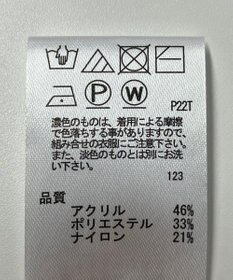 P W
P22T
濃色のものは、着用による摩擦
で色落ちする事がありますので、
組み合せの衣服にご注意下さい。
また、淡色のものとは別にお洗
い下さい。
123
品質
アクリル 46%
ポリエステル 33%
ナイロン 21%